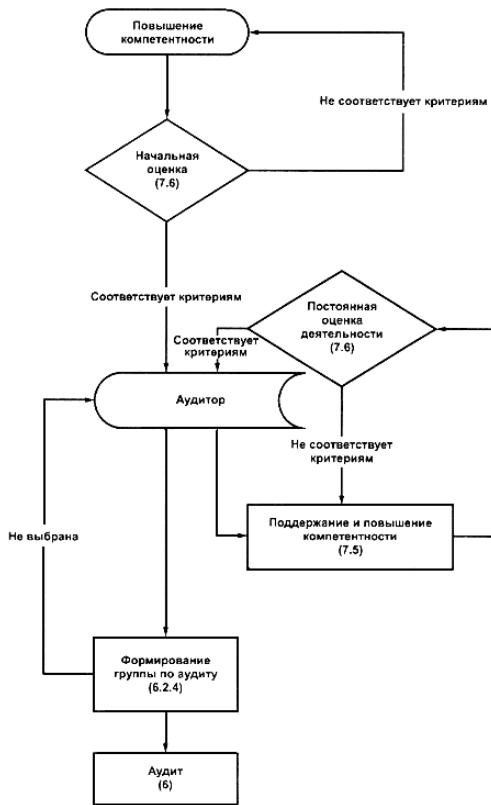 Повышение
компетентности
Не соответствует критериям
Начальная
оценка
(7.6)
Соответствует критериям
Постоянная
оценка
деятельности
(7.6)
Соответствует
критериям
Аудитор
Не соответствует
критериям
Поддержание и повышение
компетентности
(7.5)
Не выбрана
Формирование
группы по аудиту
(6.2.4)
Аудит
(6)